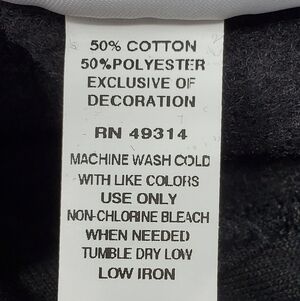 50% COTTON
50%POLYESTER
EXCLUSIVE OF
DECORATION
RN 49314
MACHINE WASH COLD
WITH LIKE COLORS
USE ONLY
NON-CHLORINE BLEACH
WHEN NEEDED
TUMBLE DRY LOW
LOW IRON